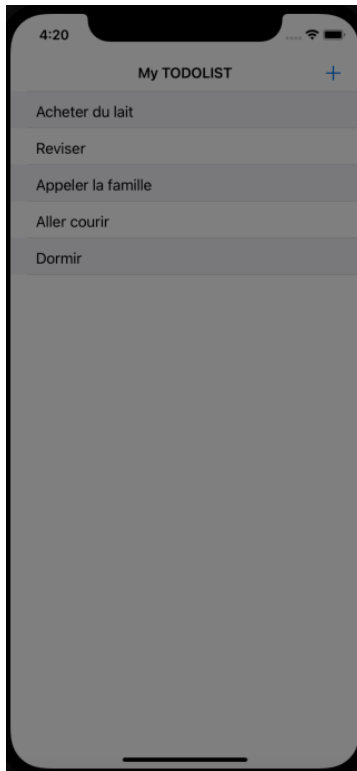 4:20
My TODOLIST +
Acheter du lait
Reviser
Appeler la famille
Aller courir
Dormir